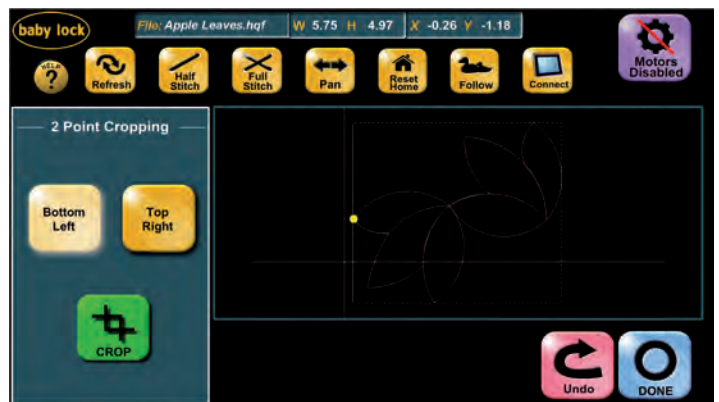 baby lock
File: Apple Leaves.hqf
W 5.75 H 4.97
X -0.26 Y -1.18
HELP
?
Refresh
Half
Stitch
Full
Stitch
Pan
Reset
Home
Follow
Connect
Motors
Disabled
2 Point Cropping
Bottom
Left
Top
Right
CROP
Undo
DONE